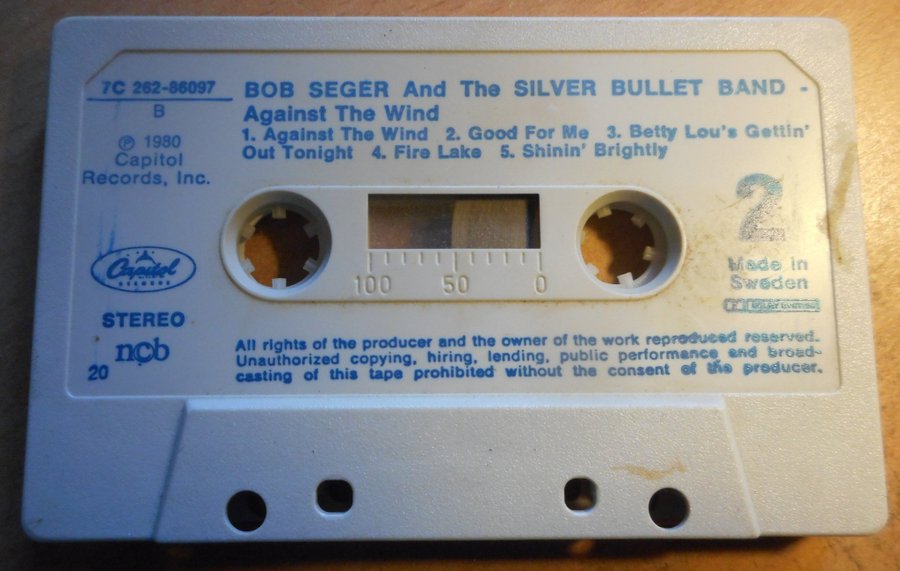 7C 262-86097
B
℗ 1980
Capitol
Records, Inc.
BOB SEGER And The SILVER BULLET BAND -
Against The Wind
1. Against The Wind 2. Good For Me 3. Betty Lou's Gettin'
Out Tonight 4. Fire Lake 5. Shinin' Brightly
2
Made in
Sweden
100 50 0
Capitol
RECORDS
STEREO
ncb
20
All rights of the producer and the owner of the work reproduced reserved.
Unauthorized copying, hiring, lending, public performance and broad-
casting of this tape prohibited without the consent of the producer.